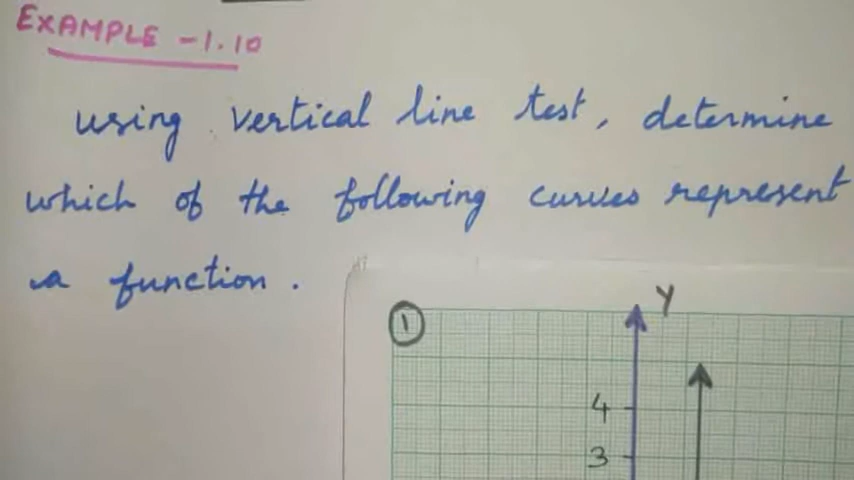 EXAMPLE - 1.10
using vertical line test, determine
which of the following curves represent
a function.
1
Y
4
3